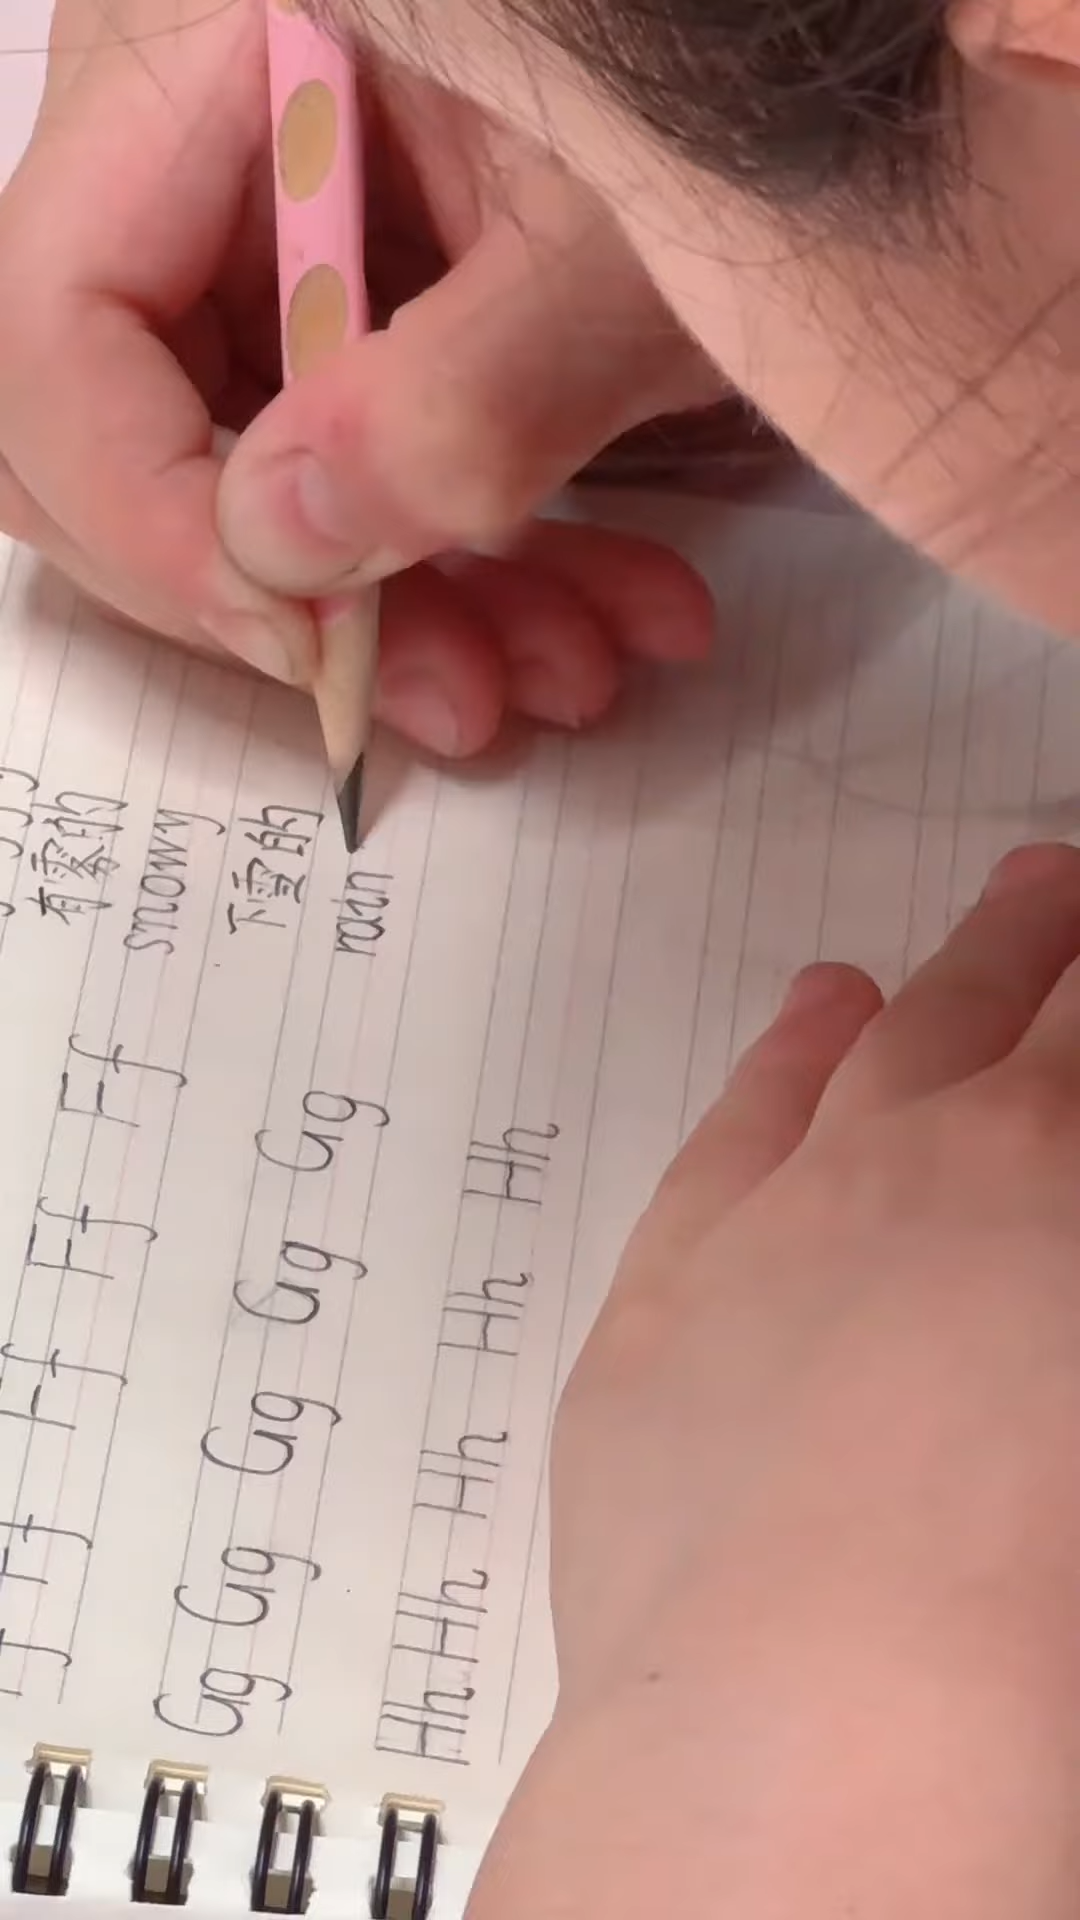 有雾的
Ff Ff Ff Ff snowy
下雪的
Gg Gg Gg Gg Gg rain
Hh Hh Hh Hh Hh